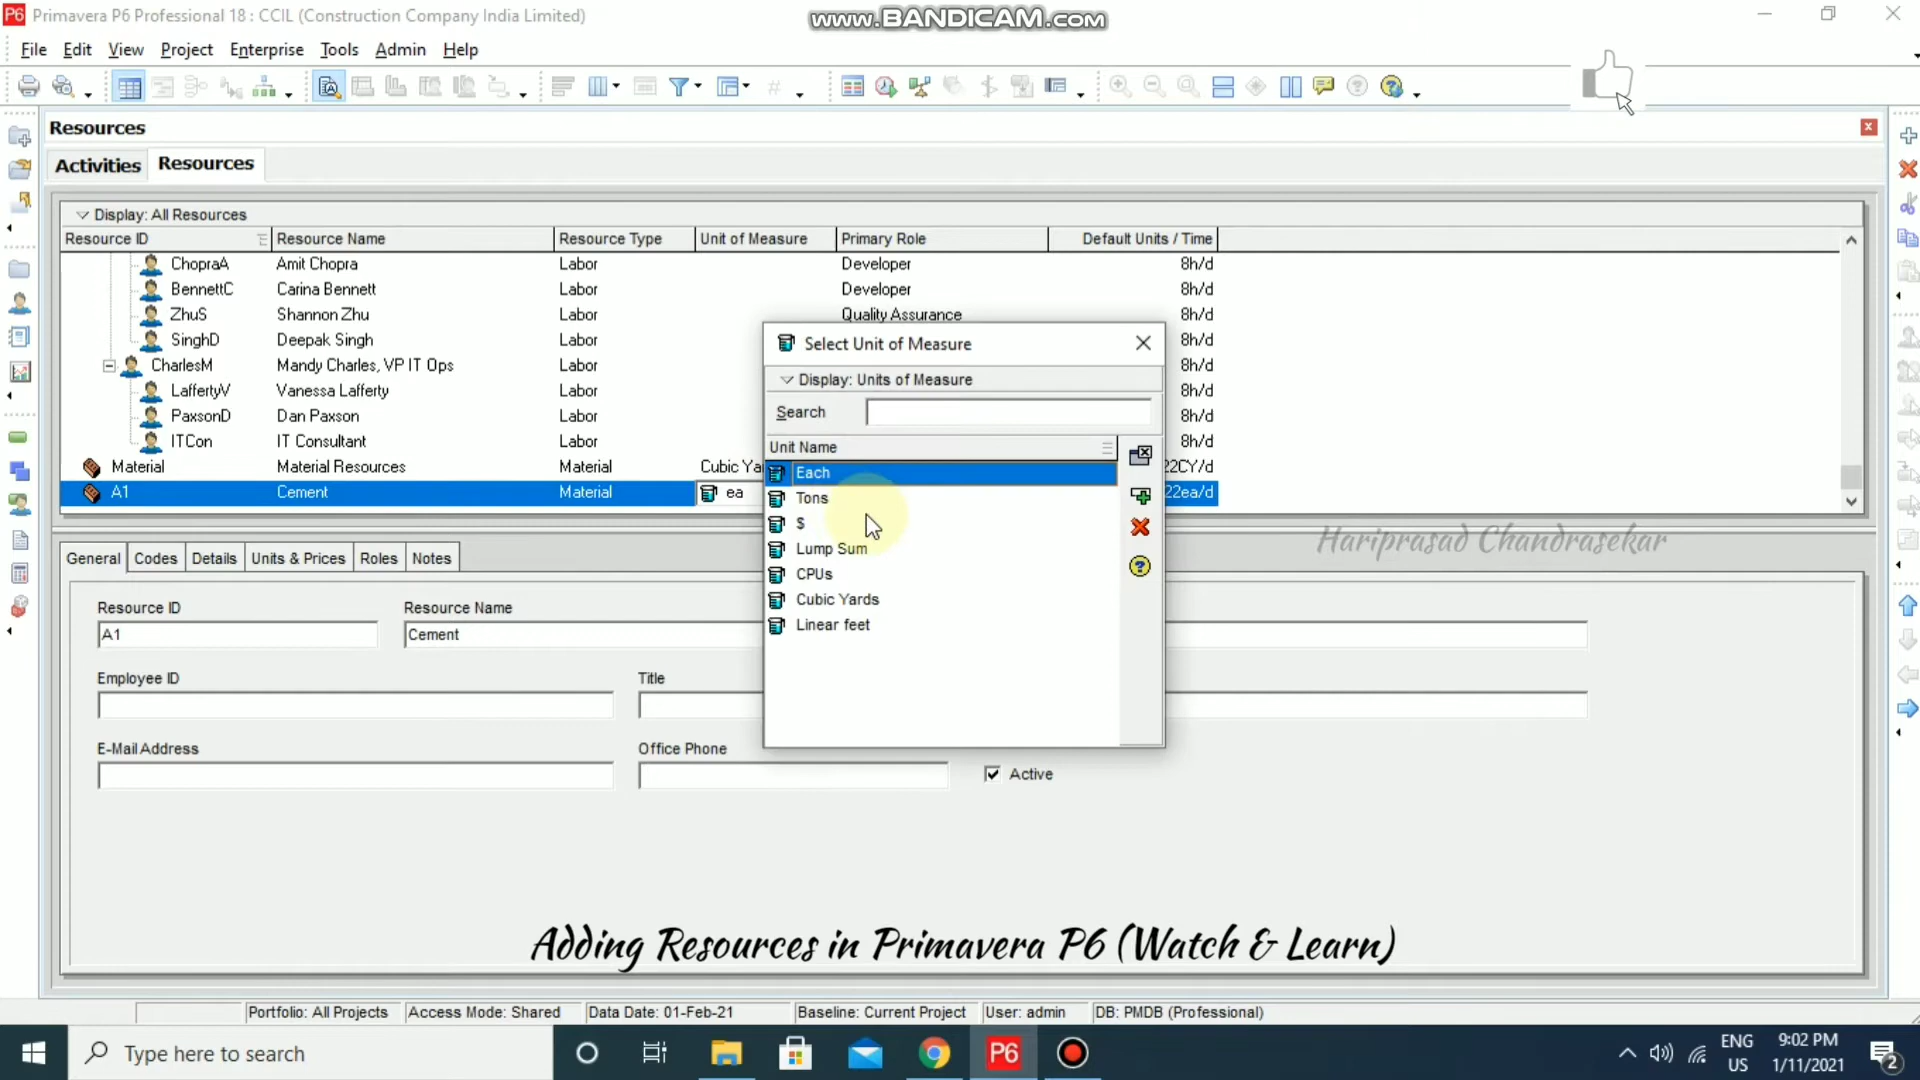 Primavera P6 Professional 18 : CCIL (Construction Company India Limited)
www.BANDICAM.com
File Edit View Project Enterprise Tools Admin Help
Resources
Activities Resources
Display: All Resources
Resource ID Resource Name Resource Type Unit of Measure Primary Role Default Units / Time
ChopraA Amit Chopra Labor Developer 8h/d
BennettC Carina Bennett Labor Developer 8h/d
ZhuS Shannon Zhu Labor Quality Assurance 8h/d
SinghD Deepak Singh Labor 8h/d
CharlesM Mandy Charles, VP IT Ops Labor 8h/d
LaffertyV Vanessa Lafferty Labor 8h/d
PaxsonD Dan Paxson Labor 8h/d
ITCon IT Consultant Labor 8h/d
Material Material Resources Material Cubic Ya 22CY/d
A1 Cement Material ea 22ea/d
Select Unit of Measure
Display: Units of Measure
Search
Unit Name
Each
Tons
$
Lump Sum
CPUs
Cubic Yards
Linear feet
Hariprasad Chandrasekar
General Codes Details Units & Prices Roles Notes
Resource ID Resource Name
A1 Cement
Employee ID Title
E-Mail Address Office Phone
Active
Adding Resources in Primavera P6 (Watch & Learn)
Portfolio: All Projects Access Mode: Shared Data Date: 01-Feb-21 Baseline: Current Project User: admin DB: PMDB (Professional)
Type here to search
P6
ENG
US
9:02 PM
1/11/2021
2